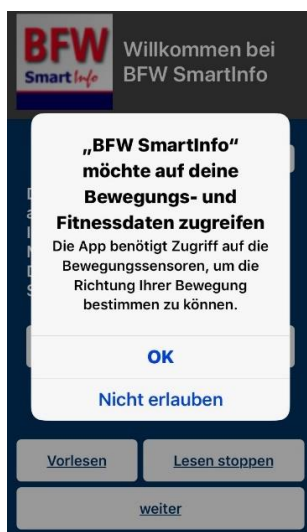 BFW
Smart Info
Willkommen bei
BFW SmartInfo
„BFW SmartInfo“
möchte auf deine
Bewegungs- und
Fitnessdaten zugreifen
Die App benötigt Zugriff auf die
Bewegungssensoren, um die
Richtung Ihrer Bewegung
bestimmen zu können.
OK
Nicht erlauben
Vorlesen
Lesen stoppen
weiter